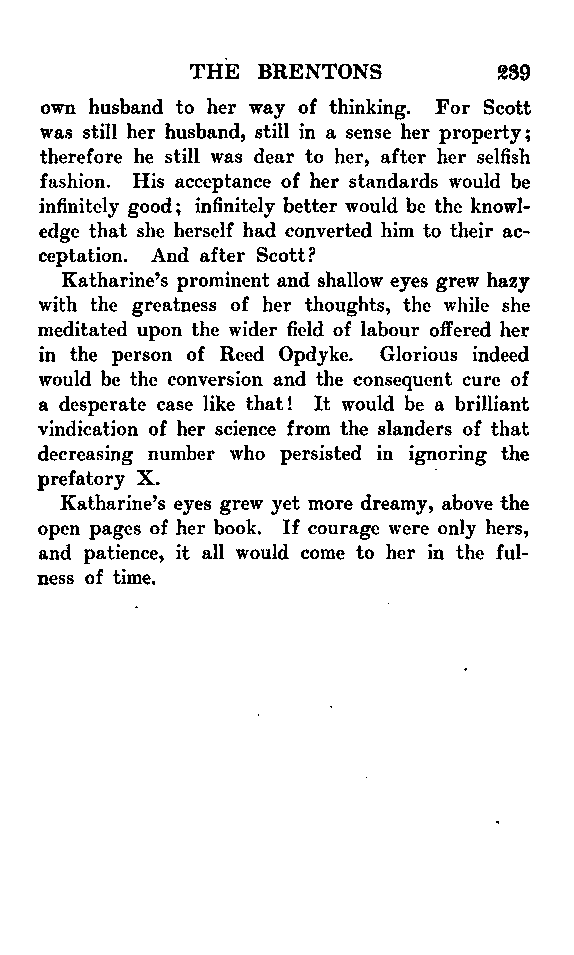 THE BRENTONS 239
own husband to her way of thinking. For Scott
was still her husband, still in a sense her property;
therefore he still was dear to her, after her selfish
fashion. His acceptance of her standards would be
infinitely good; infinitely better would be the knowl-
edge that she herself had converted him to their ac-
ceptation. And after Scott?
Katharine's prominent and shallow eyes grew hazy
with the greatness of her thoughts, the while she
meditated upon the wider field of labour offered her
in the person of Reed Opdyke. Glorious indeed
would be the conversion and the consequent cure of
a desperate case like that! It would be a brilliant
vindication of her science from the slanders of that
decreasing number who persisted in ignoring the
prefatory X.
Katharine's eyes grew yet more dreamy, above the
open pages of her book. If courage were only hers,
and patience, it all would come to her in the ful-
ness of time.